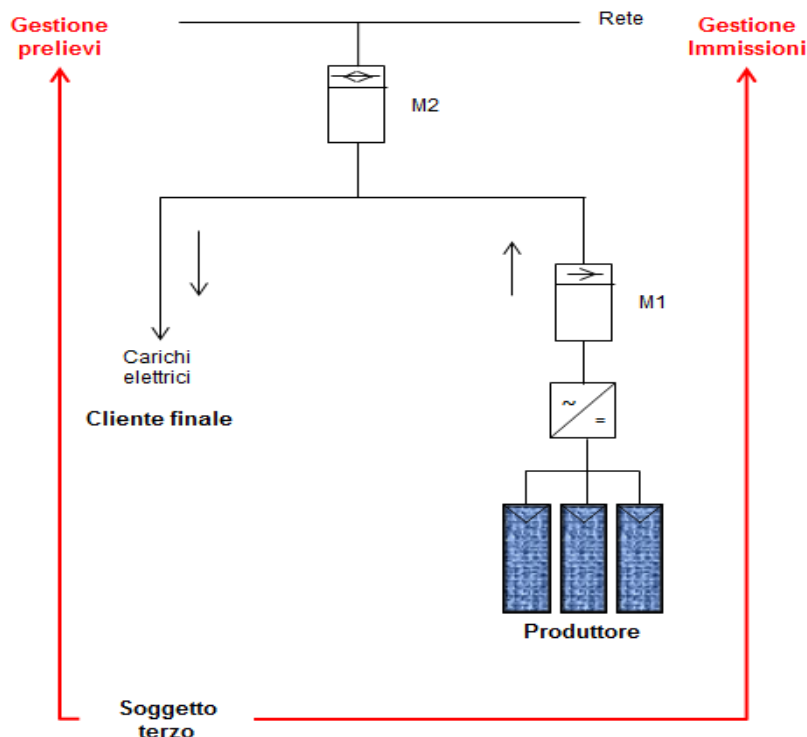 Gestione
prelievi
Rete
Gestione
Immissioni
M2
M1
Carichi
elettrici
Cliente finale
~
=
Produttore
Soggetto
terzo